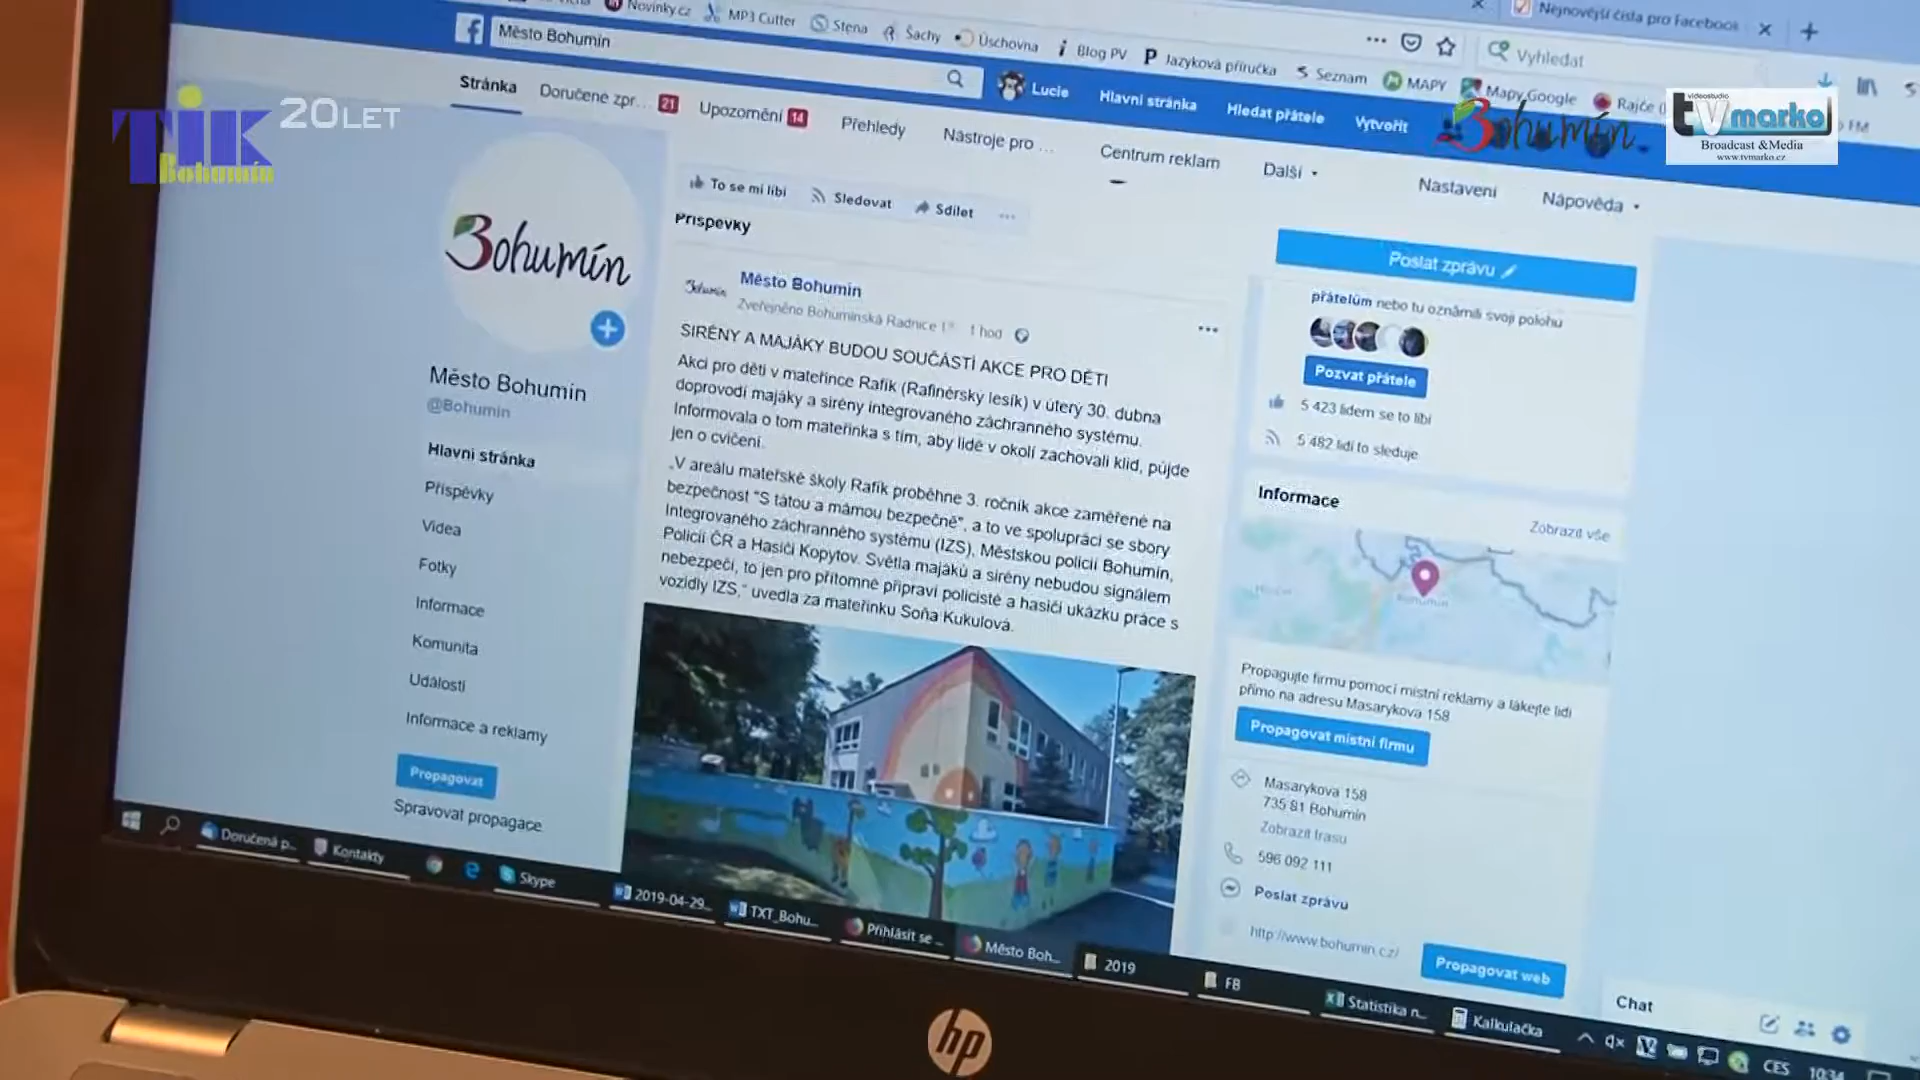 Novinky.cz
MP3 Cutter
Stena
Šachy
Úschovna
Blog PV
Jazyková příručka
Seznam
MAPY
Mapy Google
Rajče
Nejnovější čísla pro Facebook
Vyhledat
Město Bohumín
Lucie
Hlavní stránka
Hledat přátele
Vytvořit
Stránka
Doručené zpr... 21
Upozornění 14
Přehledy
Nástroje pro ...
Centrum reklam
Další
Nastavení
Nápověda
TiK 20LET
Bohumín
Bohumín
tvmarko
videostudio
Broadcast & Media
www.tvmarko.cz
Bohumín
Město Bohumín
@Bohumin
Hlavní stránka
Příspěvky
Videa
Fotky
Informace
Komunita
Události
Informace a reklamy
Propagovat
Spravovat propagace
To se mi líbí
Sledovat
Sdílet
Příspěvky
Bohumín
Město Bohumín
Zveřejněno Bohumínská Radnice
1 hod
SIRÉNY A MAJÁKY BUDOU SOUČÁSTÍ AKCE PRO DĚTI
Akci pro děti v mateřince Rafík (Rafinérský lesík) v úterý 30. dubna
doprovodí majáky a sirény integrovaného záchranného systému.
Informovala o tom mateřinka s tím, aby lidé v okolí zachovali klid, půjde
jen o cvičení.
„V areálu mateřské školy Rafík proběhne 3. ročník akce zaměřené na
bezpečnost "S tátou a mámou bezpečně", a to ve spolupráci se sbory
Integrovaného záchranného systému (IZS), Městskou policií Bohumín,
Policií ČR a Hasiči Kopytov. Světla majáků a sirény nebudou signálem
nebezpečí, to jen pro přítomné připraví policisté a hasiči ukázku práce s
vozidly IZS," uvedla za mateřinku Soňa Kukulová.
Poslat zprávu
přátelům nebo tu oznámili svoji polohu
Pozvat přátele
5 423 lidem se to líbí
5 482 lidí to sleduje
Informace
Zobrazit vše
Bohumín
Propagujte firmu pomocí místní reklamy a lákejte lidi
přímo na adresu Masarykova 158
Propagovat místní firmu
Masarykova 158
735 81 Bohumín
Zobrazit trasu
596 092 111
Poslat zprávu
http://www.bohumin.cz/
Propagovat web
Chat
Doručená p...
Kontakty
Skype
2019-04-29...
TXT_Bohu...
Přihlásit se ...
Město Boh...
2019
FB
Statistika n...
Kalkulačka
CES
10:34
hp